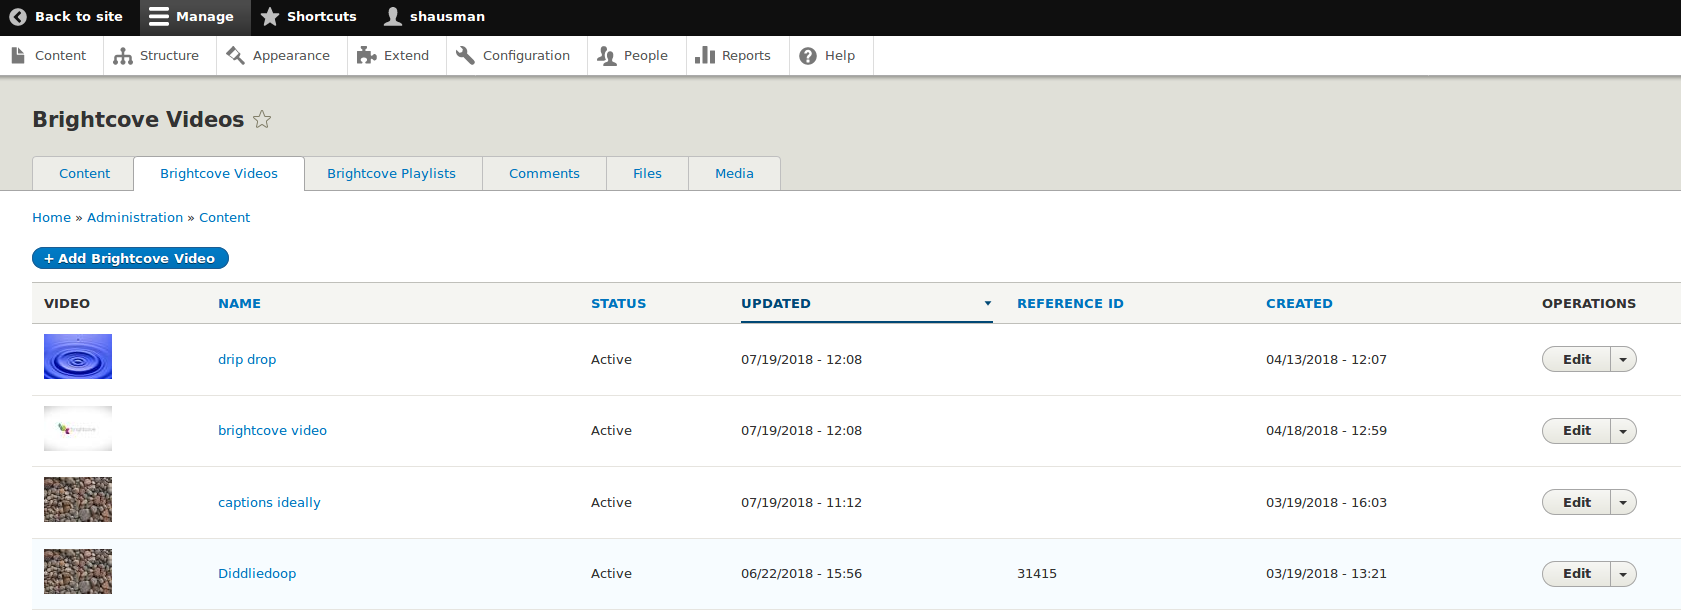 Back to site Manage Shortcuts shausman
Content Structure Appearance Extend Configuration People Reports Help
Brightcove Videos
Content Brightcove Videos Brightcove Playlists Comments Files Media
Home » Administration » Content
+ Add Brightcove Video
VIDEO NAME STATUS UPDATED REFERENCE ID CREATED OPERATIONS
drip drop Active 07/19/2018 - 12:08 04/13/2018 - 12:07 Edit
brightcove video Active 07/19/2018 - 12:08 04/18/2018 - 12:59 Edit
captions ideally Active 07/19/2018 - 11:12 03/19/2018 - 16:03 Edit
Diddliedoop Active 06/22/2018 - 15:56 31415 03/19/2018 - 13:21 Edit